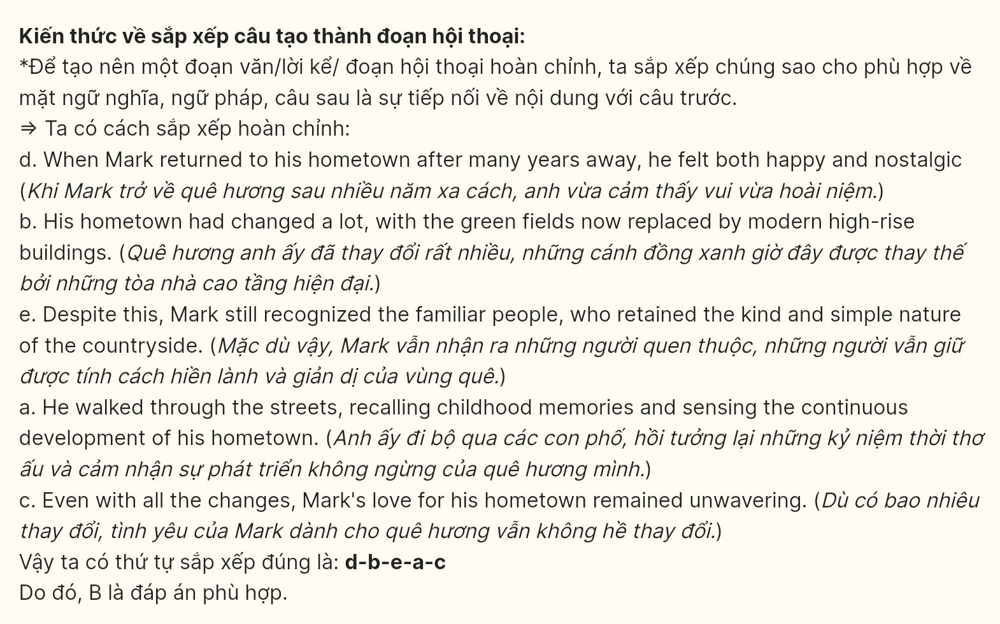 Kiến thức về sắp xếp câu tạo thành đoạn hội thoại:
*Để tạo nên một đoạn văn/lời kể/ đoạn hội thoại hoàn chỉnh, ta sắp xếp chúng sao cho phù hợp về
mặt ngữ nghĩa, ngữ pháp, câu sau là sự tiếp nối về nội dung với câu trước.
⇒ Ta có cách sắp xếp hoàn chỉnh:
d. When Mark returned to his hometown after many years away, he felt both happy and nostalgic
(Khi Mark trở về quê hương sau nhiều năm xa cách, anh vừa cảm thấy vui vừa hoài niệm.)
b. His hometown had changed a lot, with the green fields now replaced by modern high-rise
buildings. (Quê hương anh ấy đã thay đổi rất nhiều, những cánh đồng xanh giờ đây được thay thế
bởi những tòa nhà cao tầng hiện đại.)
e. Despite this, Mark still recognized the familiar people, who retained the kind and simple nature
of the countryside. (Mặc dù vậy, Mark vẫn nhận ra những người quen thuộc, những người vẫn giữ
được tính cách hiền lành và giản dị của vùng quê.)
a. He walked through the streets, recalling childhood memories and sensing the continuous
development of his hometown. (Anh ấy đi bộ qua các con phố, hồi tưởng lại những kỷ niệm thời thơ
ấu và cảm nhận sự phát triển không ngừng của quê hương mình.)
c. Even with all the changes, Mark's love for his hometown remained unwavering. (Dù có bao nhiêu
thay đổi, tình yêu của Mark dành cho quê hương vẫn không hề thay đổi.)
Vậy ta có thứ tự sắp xếp đúng là: d-b-e-a-c
Do đó, B là đáp án phù hợp.